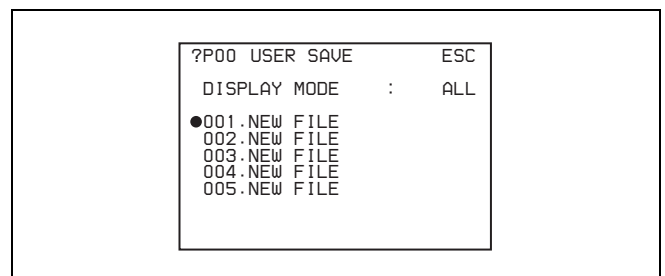 ?P00 USER SAVE ESC
DISPLAY MODE : ALL
●001.NEW FILE
002.NEW FILE
003.NEW FILE
004.NEW FILE
005.NEW FILE